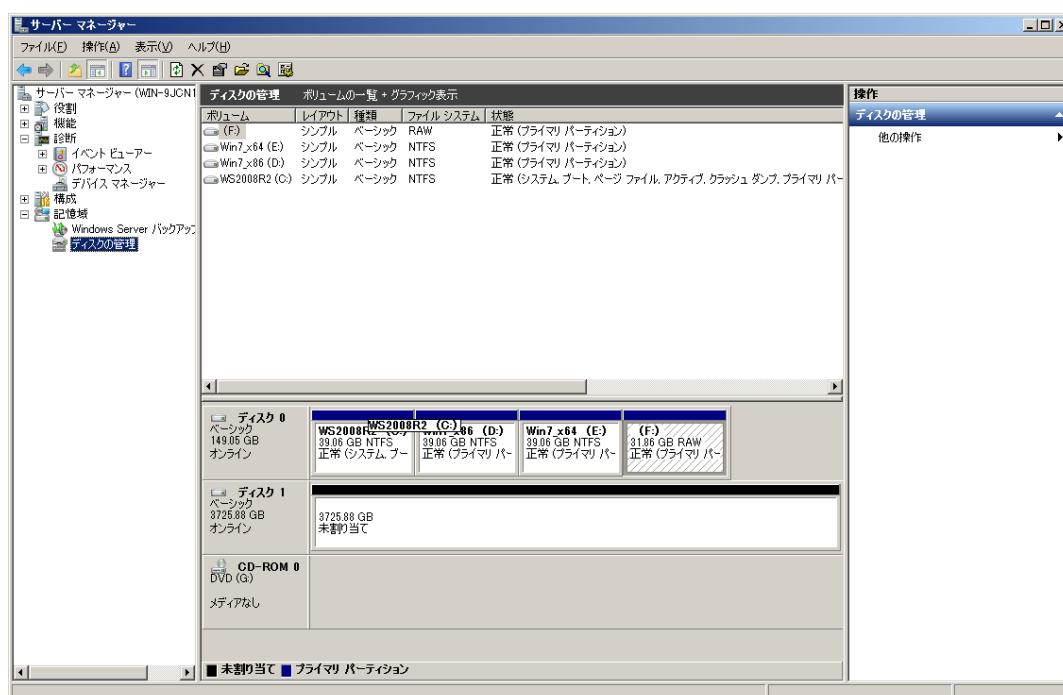 サーバー マネージャー
ファイル(F) 操作(A) 表示(V) ヘルプ(H)
サーバー マネージャー (WIN-9JCN1
役割
機能
診断
イベント ビューアー
パフォーマンス
デバイス マネージャー
構成
記憶域
Windows Server バックアップ
ディスクの管理
ディスクの管理 ボリュームの一覧 + グラフィック表示
ボリューム レイアウト 種類 ファイル システム 状態
(F:) シンプル ベーシック RAW 正常 (プライマリ パーティション)
Win7_x64 (E:) シンプル ベーシック NTFS 正常 (プライマリ パーティション)
Win7_x86 (D:) シンプル ベーシック NTFS 正常 (プライマリ パーティション)
WS2008R2 (C:) シンプル ベーシック NTFS 正常 (システム, ブート, ページ ファイル, アクティブ, クラッシュ ダンプ, プライマリ パー
ディスク 0
ベーシック
149.05 GB
オンライン
WS2008R2 (C:)
WS2008R2 (C:)
39.06 GB NTFS
正常 (システム, ブー
x86 (D:)
39.06 GB NTFS
正常 (プライマリ パー
Win7_x64 (E:)
39.06 GB NTFS
正常 (プライマリ パー
(F:)
31.86 GB RAW
正常 (プライマリ パー
ディスク 1
ベーシック
3725.88 GB
オンライン
3725.88 GB
未割り当て
CD-ROM 0
DVD (G:)
メディアなし
未割り当て プライマリ パーティション
操作
ディスクの管理
他の操作